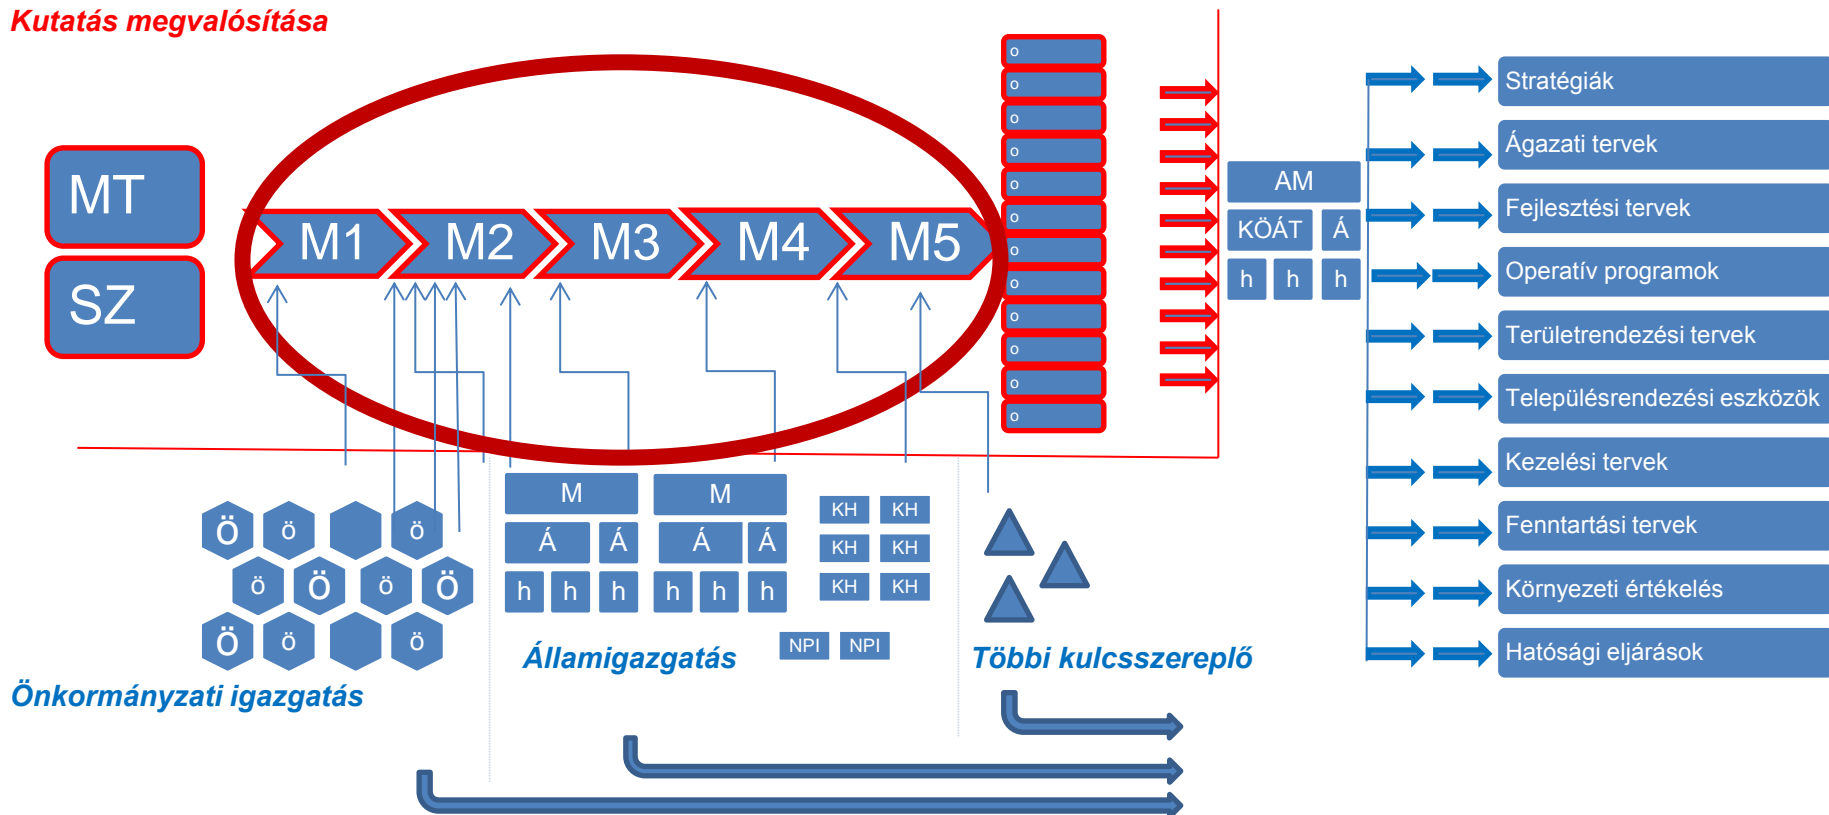 Kutatás megvalósítása
MT
SZ
M1 M2 M3 M4 M5
o
o
o
o
o
o
o
o
o
o
o
o
AM
KÖÁT Á
h h h
Stratégiák
Ágazati tervek
Fejlesztési tervek
Operatív programok
Területrendezési tervek
Településrendezési eszközök
Kezelési tervek
Fenntartási tervek
Környezeti értékelés
Hatósági eljárások
Ö ö ö
ö Ö ö Ö
Ö ö ö
Önkormányzati igazgatás
M M
Á Á Á Á
h h h h h h
KH KH
KH KH
KH KH
NPI NPI
Államigazgatás
Többi kulcsszereplő